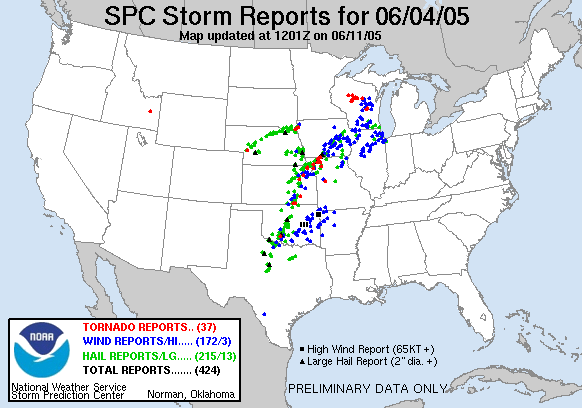 SPC Storm Reports for 06/04/05
Map updated at 1201Z on 06/11/05
NOAA
TORNADO REPORTS.. (37)
WIND REPORTS/HI..... (172/3)
HAIL REPORTS/LG..... (215/13)
TOTAL REPORTS....... (424)
National Weather Service
Storm Prediction Center Norman, Oklahoma
High Wind Report (65KT +)
Large Hail Report (2" dia. +)
PRELIMINARY DATA ONLY